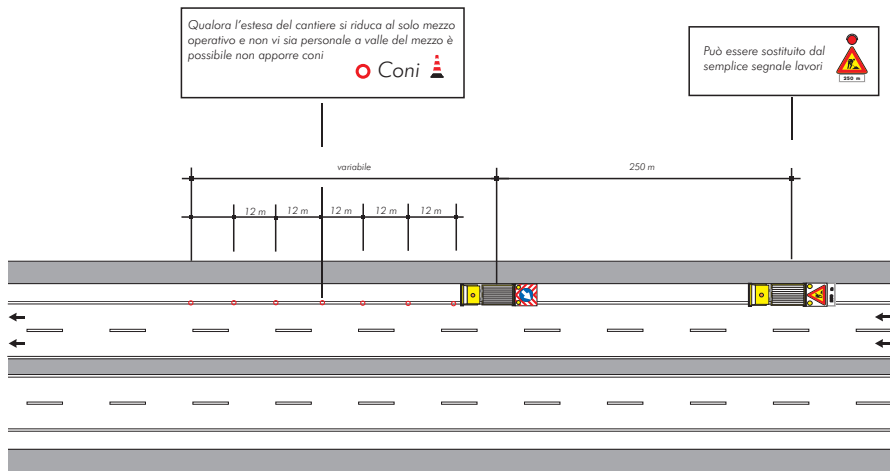 Qualora l'estesa del cantiere si riduca al solo mezzo
operativo e non vi sia personale a valle del mezzo è
possibile non apporre coni
Coni
Può essere sostituito dal
semplice segnale lavori
250 m
variabile
250 m
12 m
12 m
12 m
12 m
12 m